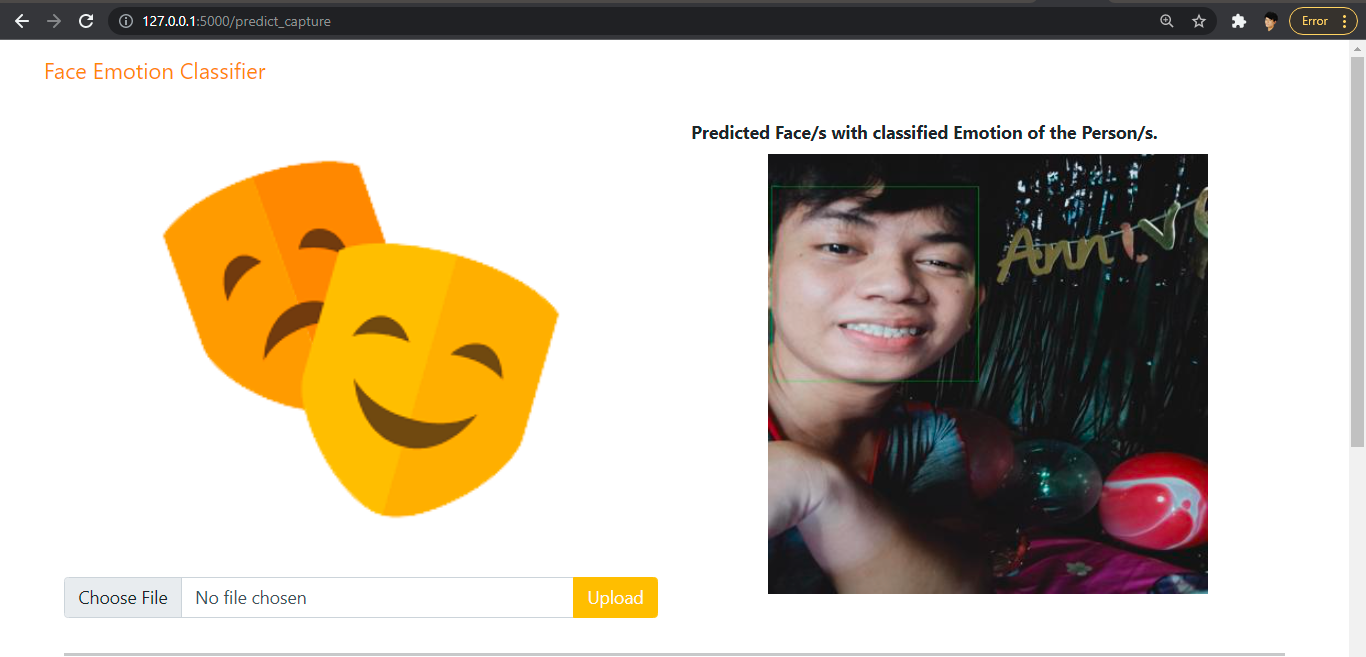 127.0.0.1:5000/predict_capture
Error
Face Emotion Classifier
Predicted Face/s with classified Emotion of the Person/s.
Annive
Choose File
No file chosen
Upload